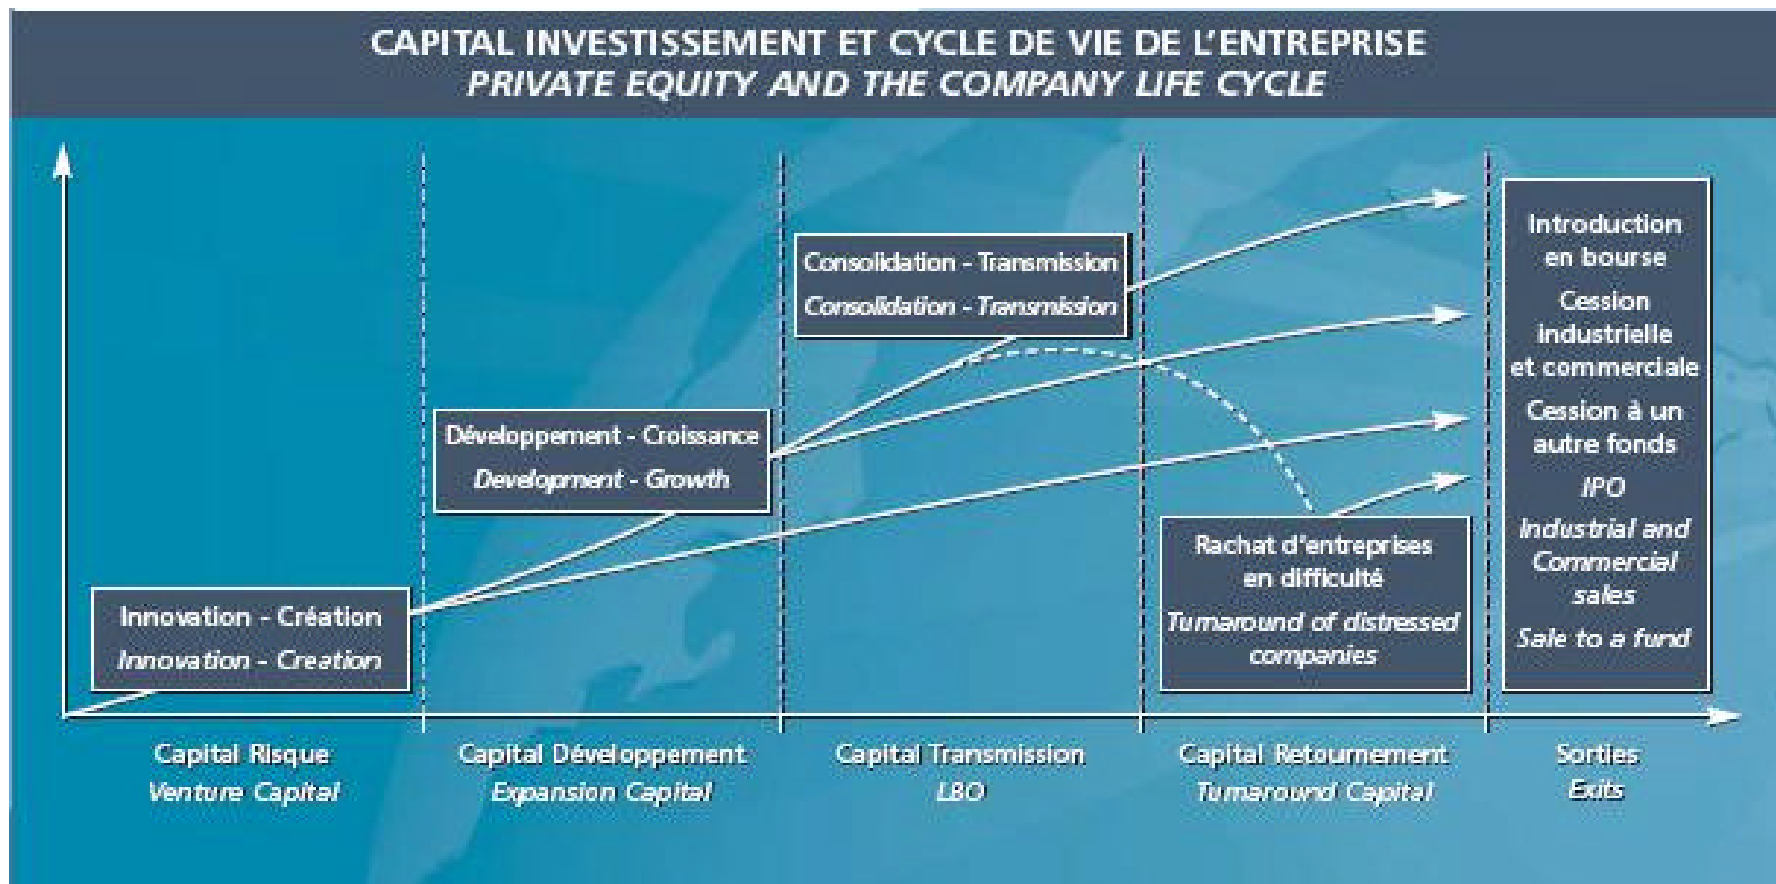 CAPITAL INVESTISSEMENT ET CYCLE DE VIE DE L'ENTREPRISE
PRIVATE EQUITY AND THE COMPANY LIFE CYCLE
Consolidation - Transmission
Consolidation - Transmission
Développement - Croissance
Development - Growth
Innovation - Création
Innovation - Creation
Rachat d'entreprises
en difficulté
Turnaround of distressed
companies
Introduction
en bourse
Cession
industrielle
et commerciale
Cession à un
autre fonds
IPO
Industrial and
Commercial
sales
Sale to a fund
Capital Risque
Venture Capital
Capital Développement
Expansion Capital
Capital Transmission
LBO
Capital Retournement
Turnaround Capital
Sorties
Exits